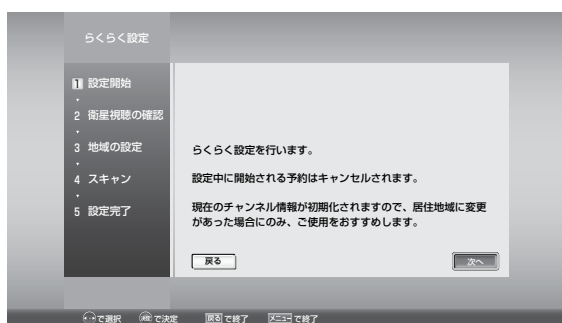 らくらく設定
1 設定開始
2 衛星視聴の確認
3 地域の設定
4 スキャン
5 設定完了
らくらく設定を行います。
設定中に開始される予約はキャンセルされます。
現在のチャンネル情報が初期化されますので、居住地域に変更
があった場合にのみ、ご使用をおすすめします。
戻る 次へ
で選択 決定 で決定 戻る で終了 メニュー で終了